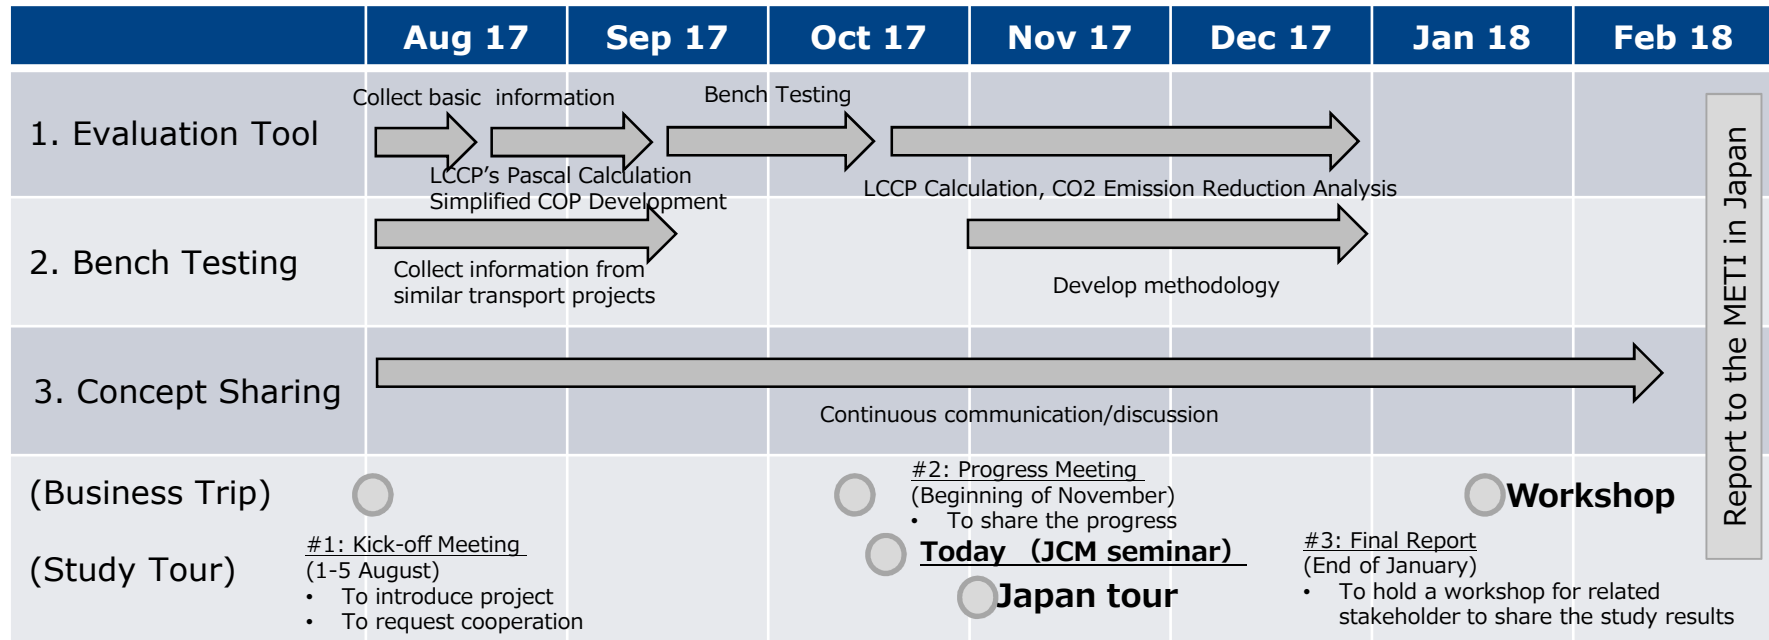 Aug 17 Sep 17 Oct 17 Nov 17 Dec 17 Jan 18 Feb 18
1. Evaluation Tool
Collect basic information
Bench Testing
LCCP's Pascal Calculation
Simplified COP Development
LCCP Calculation, CO2 Emission Reduction Analysis
2. Bench Testing
Collect information from
similar transport projects
Develop methodology
3. Concept Sharing
Continuous communication/discussion
Report to the METI in Japan
(Business Trip)
(Study Tour)
#1: Kick-off Meeting
(1-5 August)
• To introduce project
• To request cooperation
#2: Progress Meeting
(Beginning of November)
• To share the progress
Today (JCM seminar)
Japan tour
Workshop
#3: Final Report
(End of January)
• To hold a workshop for related
stakeholder to share the study results